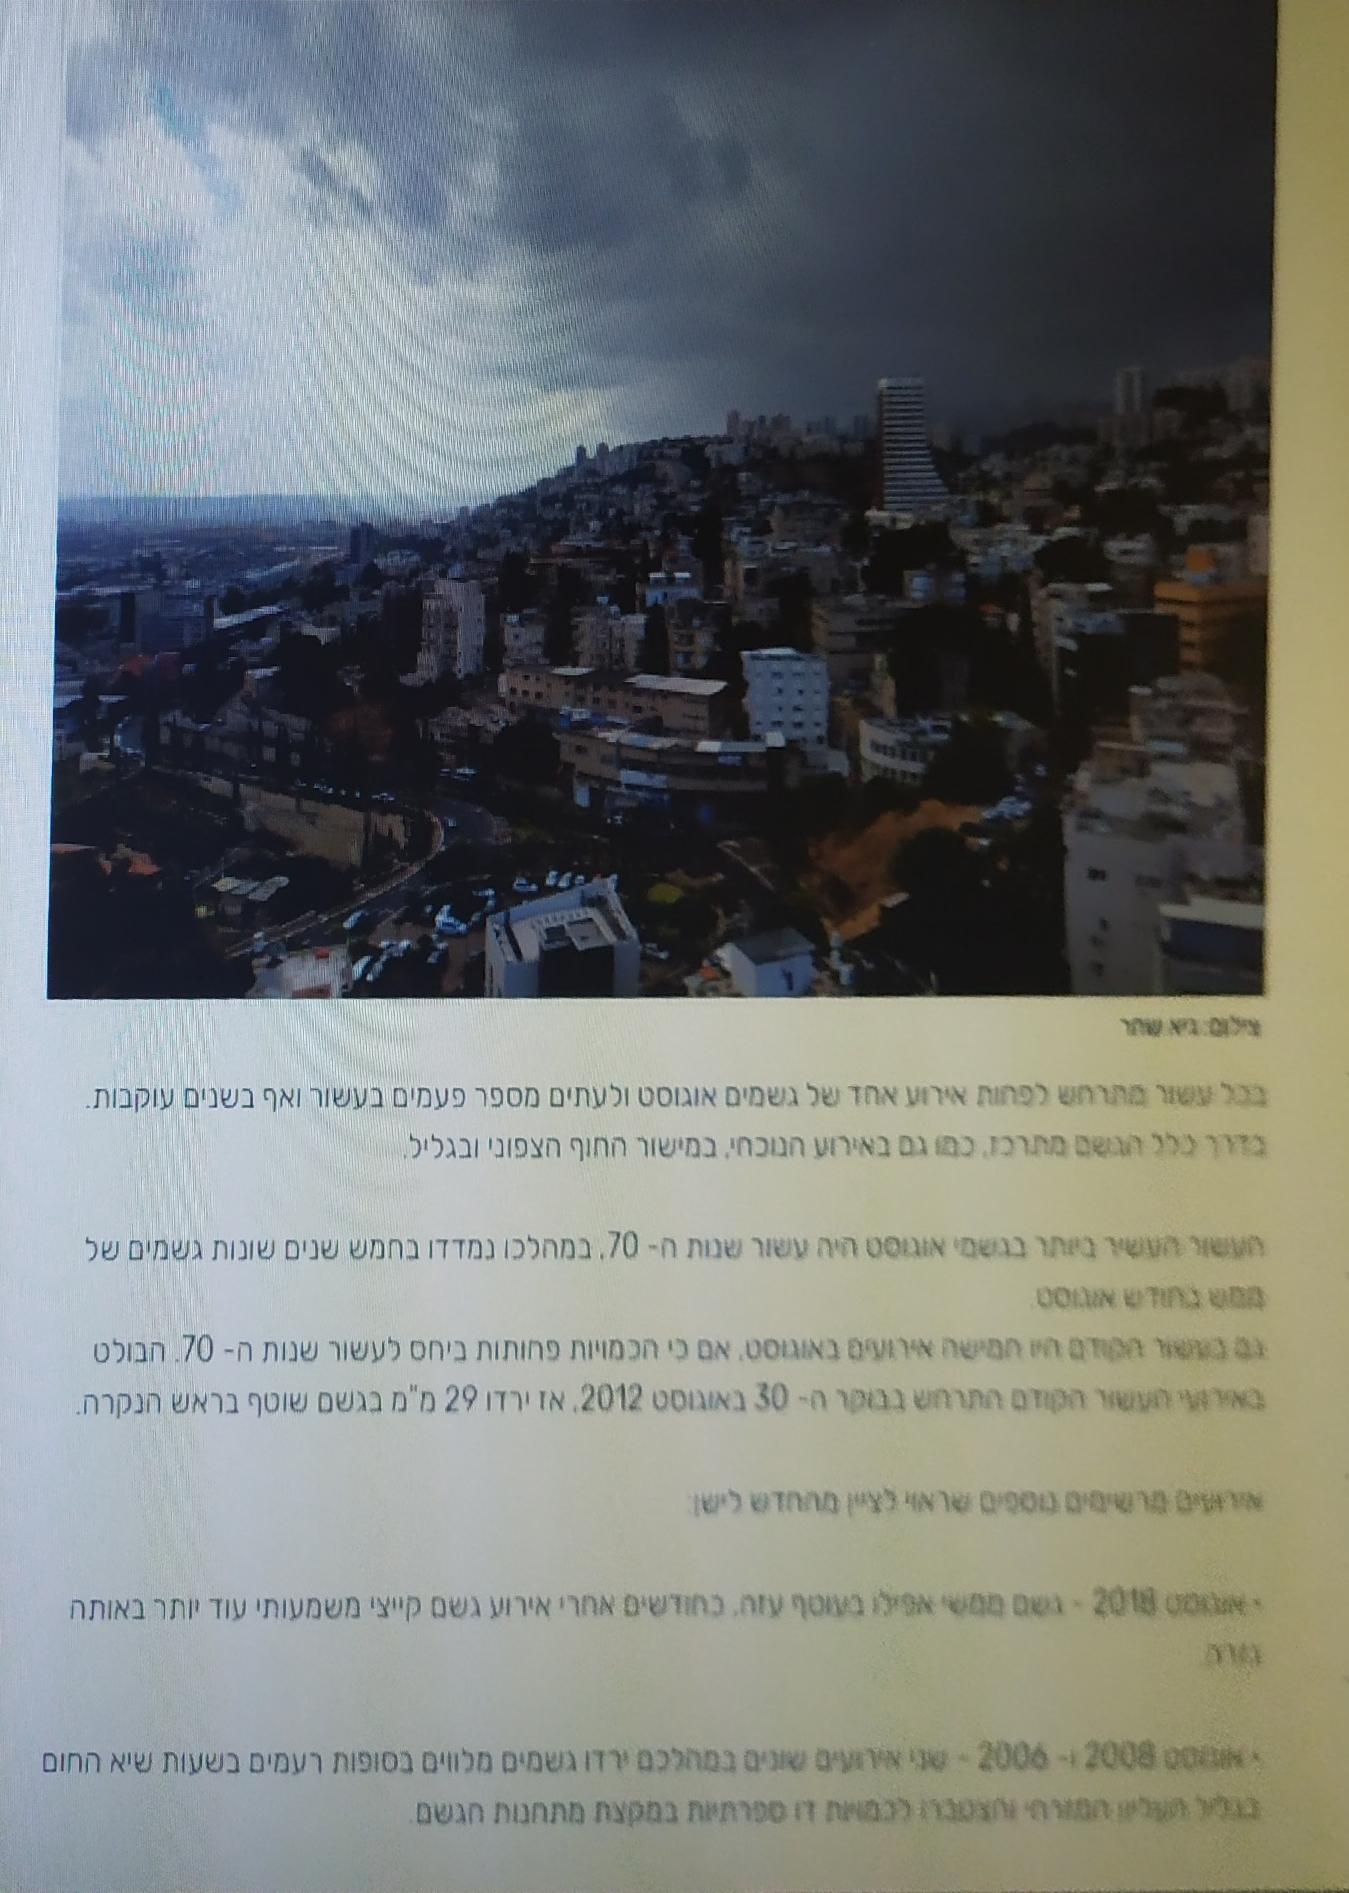 צילום: גיא שחר
בכל עשור מתרחש לפחות אירוע אחד של גשמים אוגוסט ולעתים מספר פעמים בעשור ואף בשנים עוקבות.
בדרך כלל הגשם מתרכז, כמו גם באירוע הנוכחי, במישור החוף הצפוני ובגליל.
העשור העשיר ביותר בגשמי אוגוסט היה עשור שנות ה- 70, במהלכו נמדדו בחמש שנים שונות גשמים של
ממש בחודש אוגוסט.
גם בעשור הקודם היו חמישה אירועים באוגוסט, אם כי הכמויות פחותות ביחס לעשור שנות ה- 70. הבולט
באירועי העשור הקודם התרחש בבוקר ה- 30 באוגוסט 2012, אז ירדו 29 מ"מ בגשם שוטף בראש הנקרה.
אירועים מרשימים נוספים שראוי לציין מהחדש לישן:
• אוגוסט 2018 - גשם ממשי אפילו בעוטף עזה, כחודשים אחרי אירוע גשם קייצי משמעותי עוד יותר באותה
גזרה.
• אוגוסט 2008 ו- 2006 - שני אירועים שונים במהלכם ירדו גשמים מלווים בסופות רעמים בשעות שיא החום
בגליל העליון המזרחי והצטברו לכמויות דו ספרתיות במקצת מתחנות הגשם.